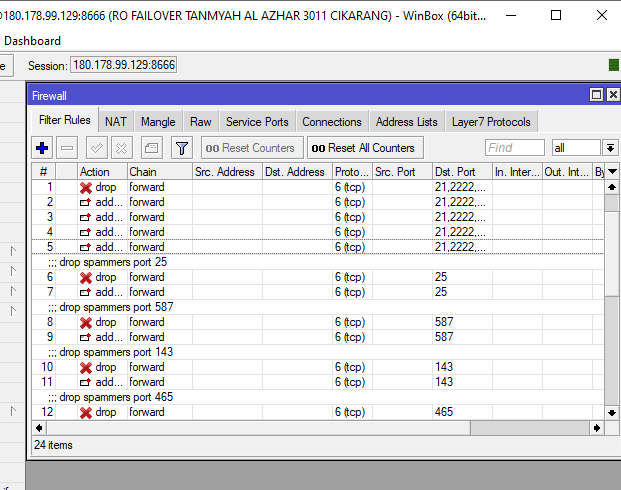 @180.178.99.129:8666 (RO FAILOVER TANMYAH AL AZHAR 3011 CIKARANG) - WinBox (64bit...
Dashboard
Session: 180.178.99.129:8666
Firewall
Filter Rules NAT Mangle Raw Service Ports Connections Address Lists Layer7 Protocols
00 Reset Counters 00 Reset All Counters Find all
# Action Chain Src. Address Dst. Address Proto... Src. Port Dst. Port In. Inter... Out. Int... By
1 drop forward 6 (tcp) 21,2222,...
2 add... forward 6 (tcp) 21,2222,...
3 add... forward 6 (tcp) 21,2222,...
4 add... forward 6 (tcp) 21,2222,...
5 add... forward 6 (tcp) 21,2222,...
;;; drop spammers port 25
6 drop forward 6 (tcp) 25
7 add... forward 6 (tcp) 25
;;; drop spammers port 587
8 drop forward 6 (tcp) 587
9 add... forward 6 (tcp) 587
;;; drop spammers port 143
10 drop forward 6 (tcp) 143
11 add... forward 6 (tcp) 143
;;; drop spammers port 465
12 drop forward 6 (tcp) 465
24 items